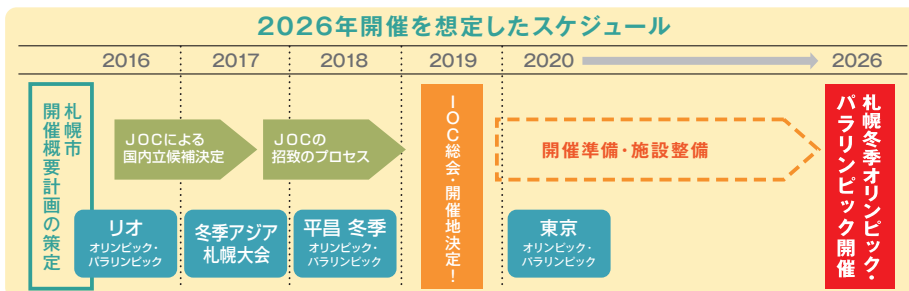 2026年開催を想定したスケジュール
2016
2017
2018
2019
2020
2026
札幌市
開催概要計画の策定
JOCによる
国内立候補決定
JOCの
招致のプロセス
IOC総会・開催地決定!
開催準備・施設整備
札幌冬季オリンピック・
パラリンピック開催
リオ
オリンピック・
パラリンピック
冬季アジア
札幌大会
平昌 冬季
オリンピック・
パラリンピック
東京
オリンピック・
パラリンピック